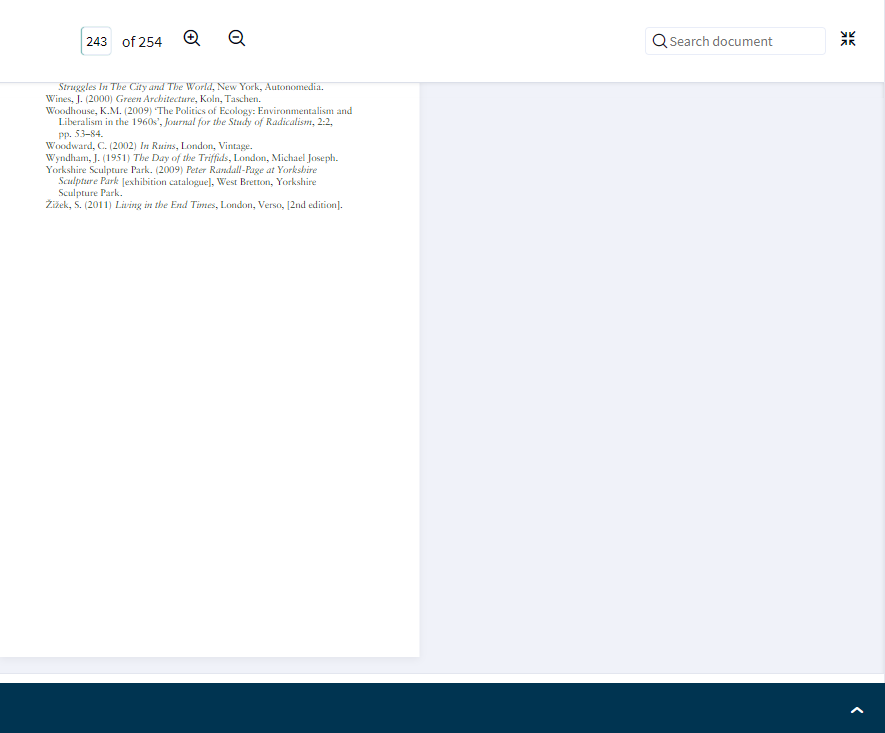 243 of 254 Search document
Struggles In The City and The World, New York, Autonomedia.
Wines, J. (2000) Green Architecture, Koln, Taschen.
Woodhouse, K.M. (2009) ‘The Politics of Ecology: Environmentalism and
Liberalism in the 1960s’, Journal for the Study of Radicalism, 2:2,
pp. 53–84.
Woodward, C. (2002) In Ruins, London, Vintage.
Wyndham, J. (1951) The Day of the Triffids, London, Michael Joseph.
Yorkshire Sculpture Park. (2009) Peter Randall-Page at Yorkshire
Sculpture Park [exhibition catalogue], West Bretton, Yorkshire
Sculpture Park.
Žižek, S. (2011) Living in the End Times, London, Verso, [2nd edition].